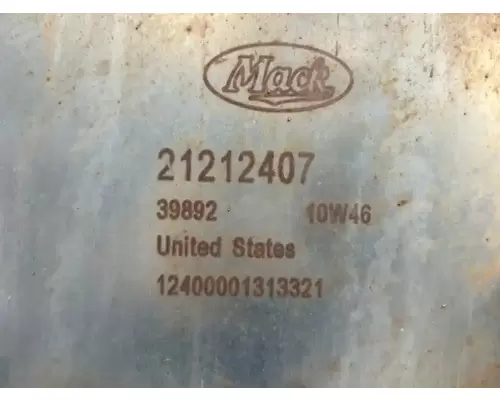 Mack
21212407
39892 10W46
United States
12400001313321